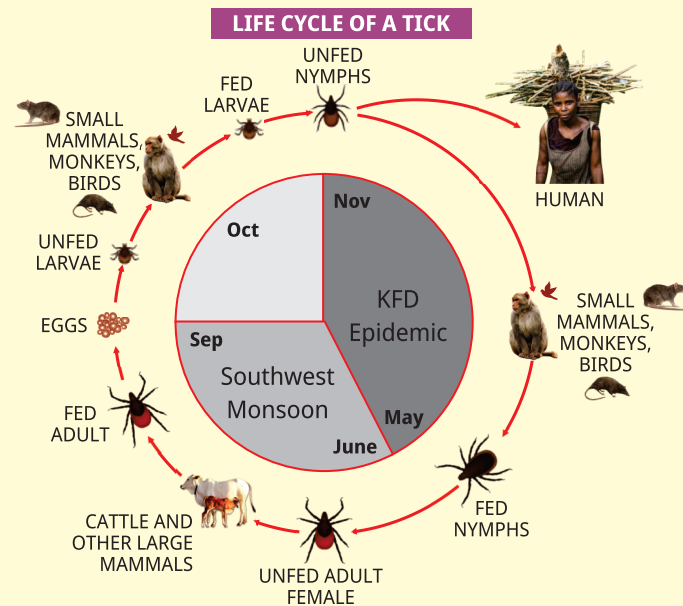 LIFE CYCLE OF A TICK
UNFED
NYMPHS
FED
LARVAE
SMALL
MAMMALS,
MONKEYS,
BIRDS
HUMAN
Nov
Oct
UNFED
LARVAE
KFD
Epidemic
SMALL
MAMMALS,
MONKEYS,
BIRDS
EGGS
Sep
Southwest
Monsoon
May
June
FED
ADULT
FED
NYMPHS
CATTLE AND
OTHER LARGE
MAMMALS
UNFED ADULT
FEMALE